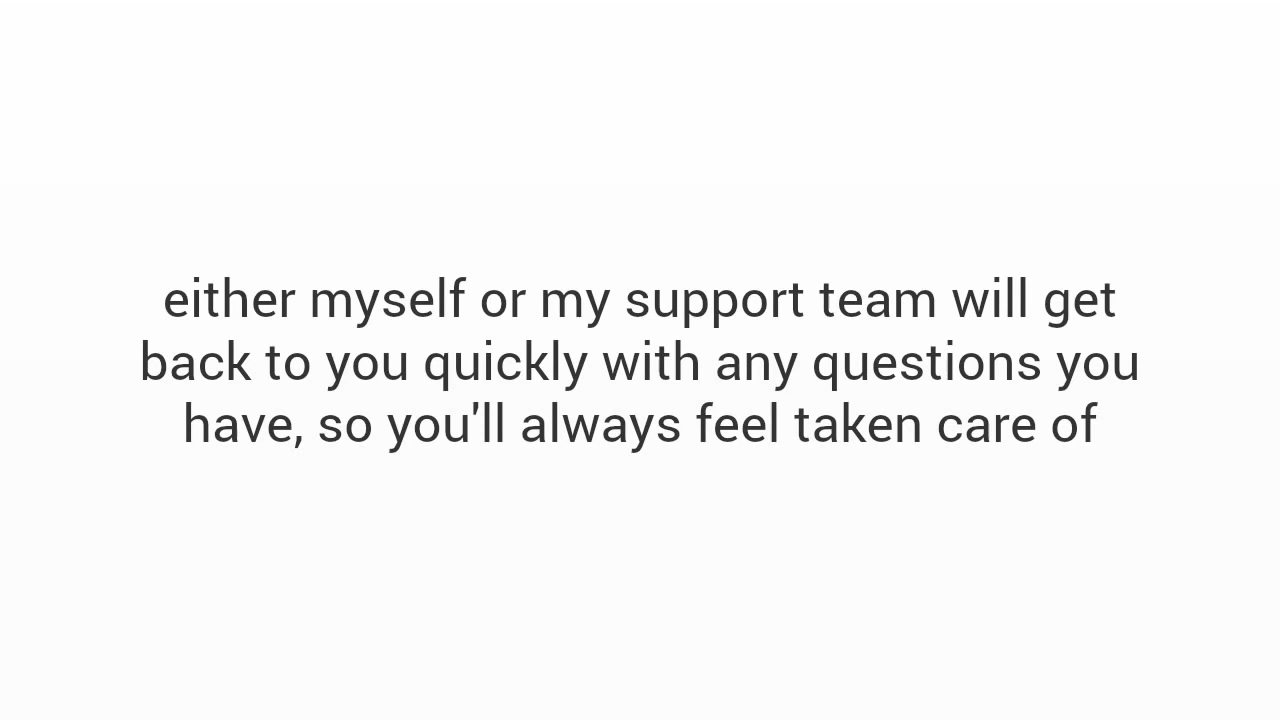 either myself or my support team will get
back to you quickly with any questions you
have, so you'll always feel taken care of